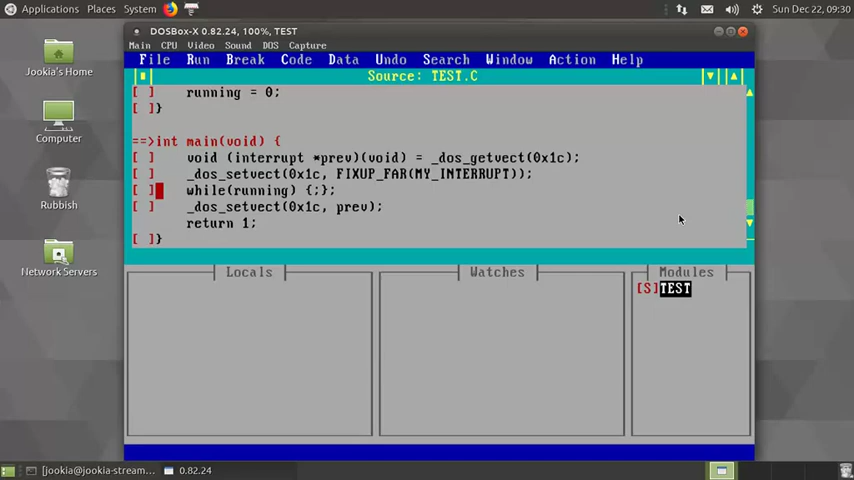 Applications Places System Sun Dec 22, 09:30
DOSBox-X 0.82.24, 100%, TEST
Main CPU Video Sound DOS Capture
File Run Break Code Data Undo Search Window Action Help
Source: TEST.C
[ ] running = 0;
[ ]}
==>int main(void) {
[ ] void (interrupt *prev)(void) = _dos_getvect(0x1c);
[ ] _dos_setvect(0x1c, FIXUP_FAR(MY_INTERRUPT));
[ ] while(running) {;};
[ ] _dos_setvect(0x1c, prev);
return 1;
[ ]}
Locals Watches Modules
[S]TEST
Jookia's Home
Computer
Rubbish
Network Servers
[jookia@jookia-stream... 0.82.24